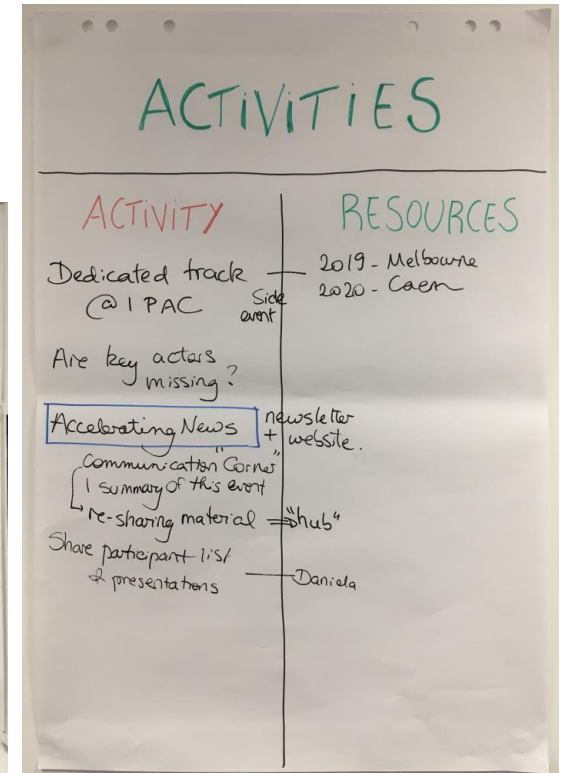 ACTiViTiES
ACTiViTY
RESOURCES
Dedicated track
@ IPAC
Side
event
2019 - Melbourne
2020 - Caen
Are key actors
missing?
Accelerating News
newsletter
+ website.
"Communication Corner"
1 summary of this event
↳ re-sharing material ⇒ "hub"
Share participant list
& presentations
Daniela